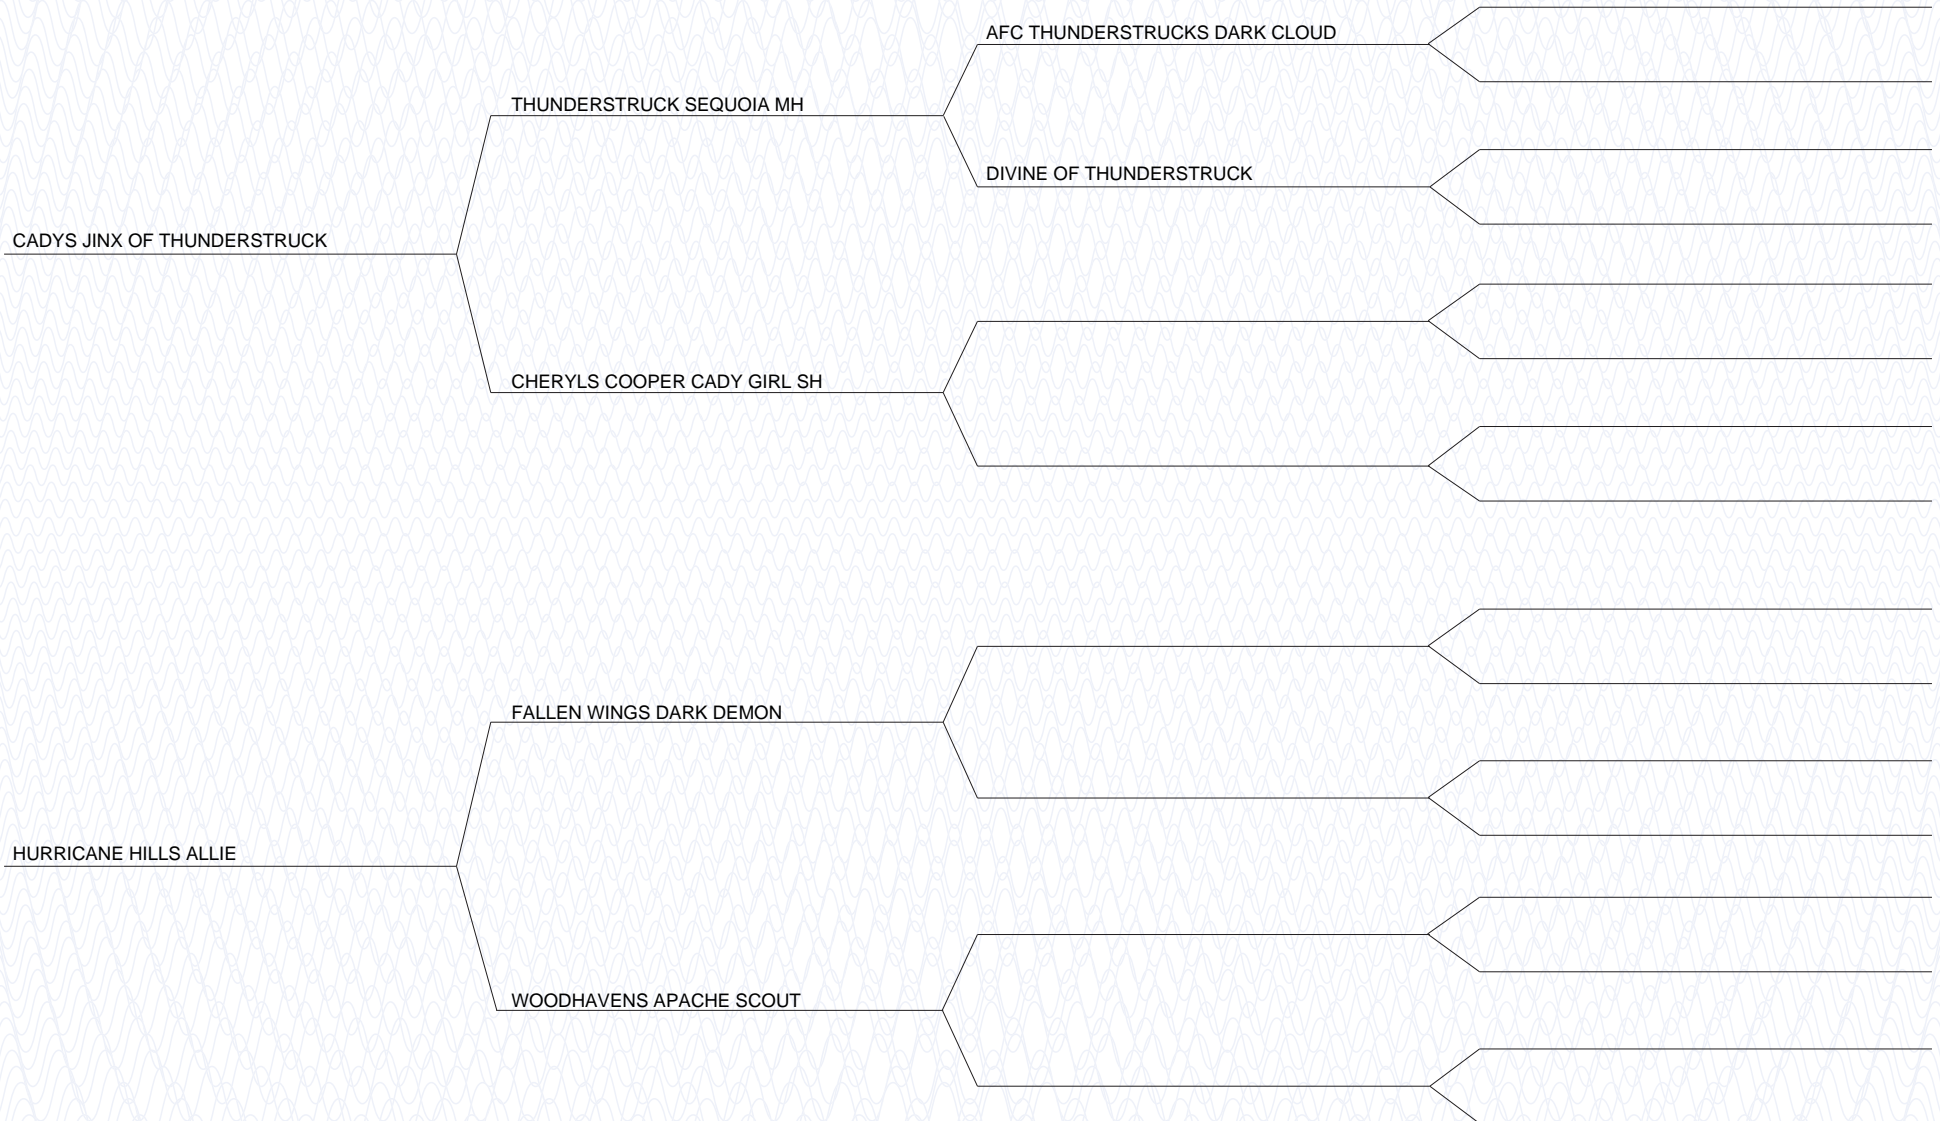 AFC THUNDERSTRUCKS DARK CLOUD
THUNDERSTRUCK SEQUOIA MH
DIVINE OF THUNDERSTRUCK
CADYS JINX OF THUNDERSTRUCK
CHERYLS COOPER CADY GIRL SH
FALLEN WINGS DARK DEMON
HURRICANE HILLS ALLIE
WOODHAVENS APACHE SCOUT